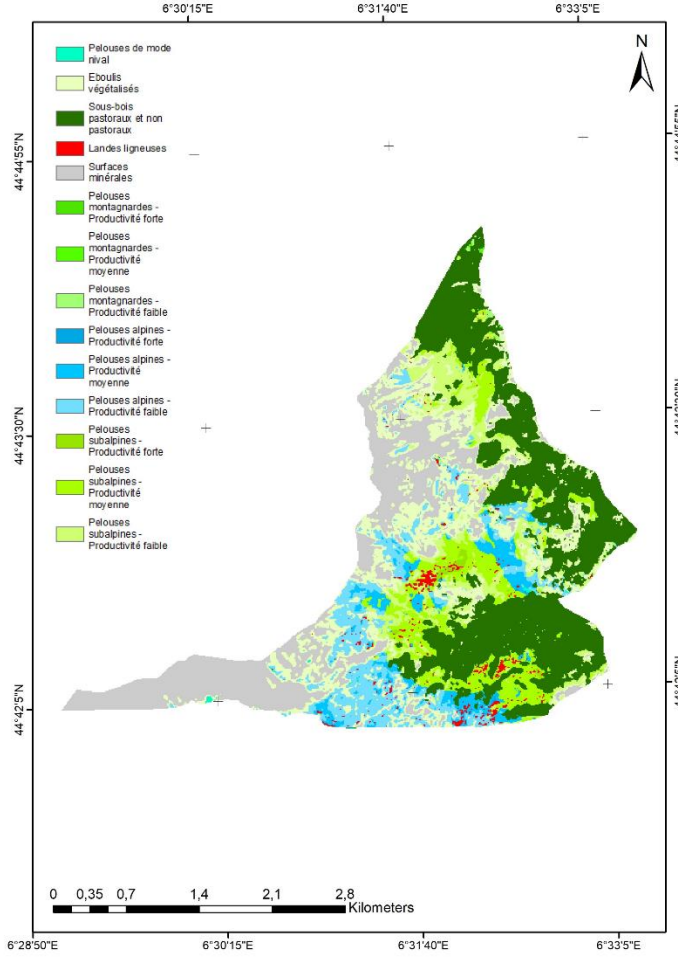 6°30'15"E
6°31'40"E
6°33'5"E
N
Pelouses de mode
nival
Eboulis
végétalisés
Sous-bois
pastoraux et non
pastoraux
Landes ligneuses
Surfaces
minérales
Pelouses
montagnardes -
Productivité forte
Pelouses
montagnardes -
Productivité
moyenne
Pelouses
montagnardes -
Productivité faible
Pelouses alpines -
Productivité forte
Pelouses alpines -
Productivité
moyenne
Pelouses alpines -
Productivité faible
Pelouses
subalpines -
Productivité forte
Pelouses
subalpines -
Productivité
moyenne
Pelouses
subalpines -
Productivité faible
44°44'55"N
44°44'55"N
44°43'30"N
44°42'5"N
0 0,35 0,7 1,4 2,1 2,8
Kilometers
6°28'50"E
6°30'15"E
6°31'40"E
6°33'5"E